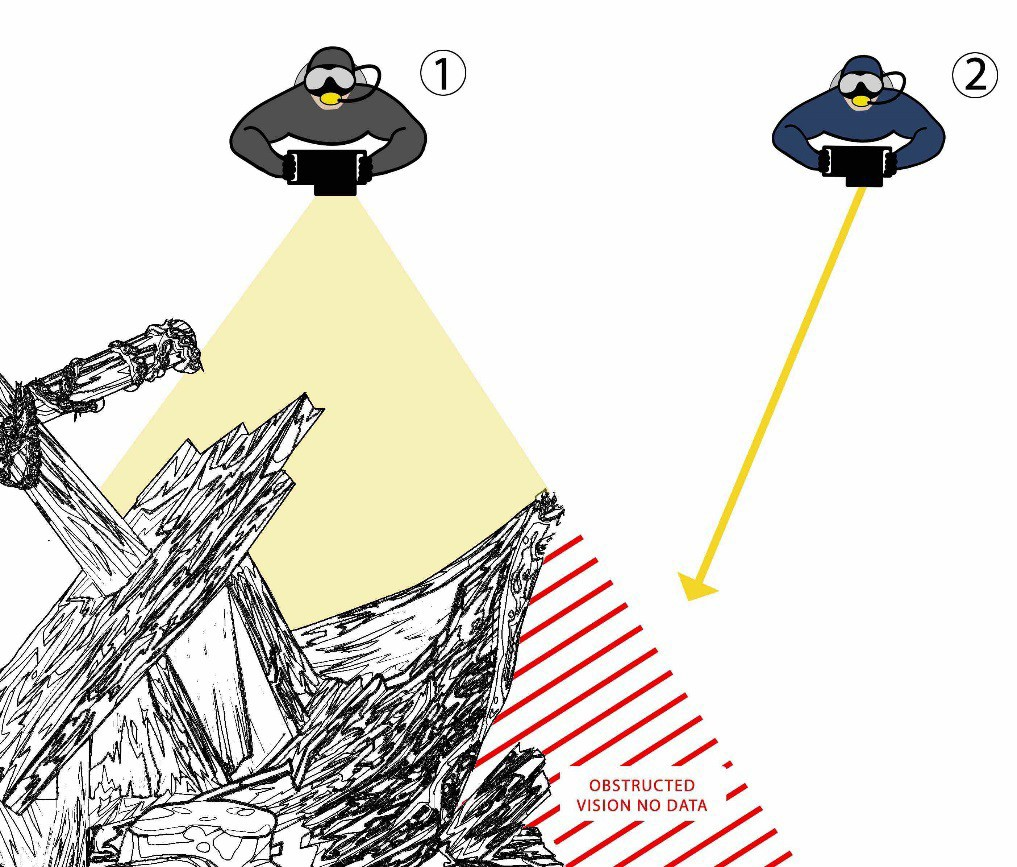 ①
②
OBSTRUCTED
VISION NO DATA